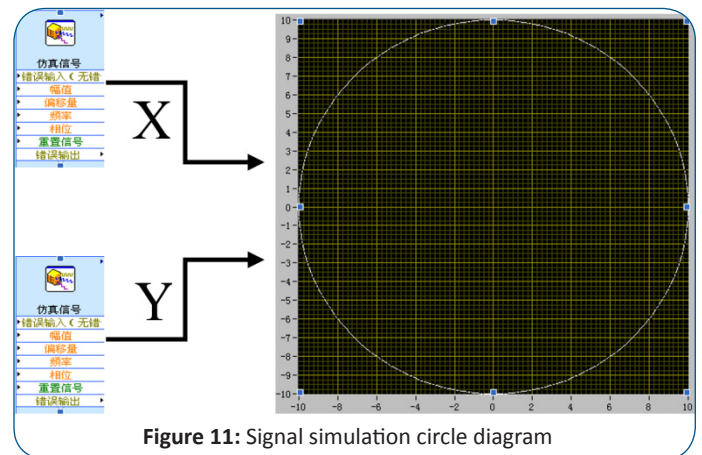 仿真信号
错误输入 ( 无错
幅值
偏移量
频率
相位
重置信号
错误输出
X
仿真信号
错误输入 ( 无错
幅值
偏移量
频率
相位
重置信号
错误输出
Y
10-
9-
8-
7-
6-
5-
4-
3-
2-
1-
0-
-1-
-2-
-3-
-4-
-5-
-6-
-7-
-8-
-9-
-10-
-10 -8 -6 -4 -2 0 2 4 6 8 10
Figure 11: Signal simulation circle diagram